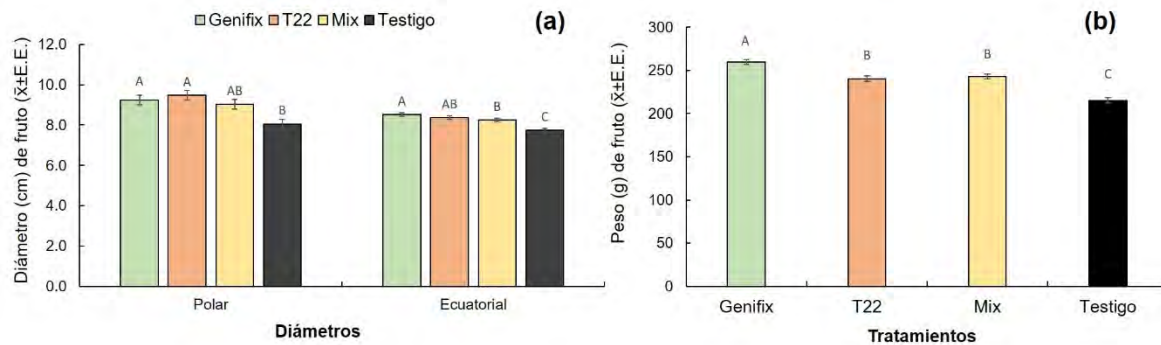 Genifix T22 Mix Testigo
(a)
Diámetro (cm) de fruto (x̄±E.E.)
12.0
10.0
8.0
6.0
4.0
2.0
0.0
A A AB B
A AB B C
Polar Ecuatorial
Diámetros
(b)
Peso (g) de fruto (x̄±E.E.)
300
250
200
150
100
50
0
A B B C
Genifix T22 Mix Testigo
Tratamientos